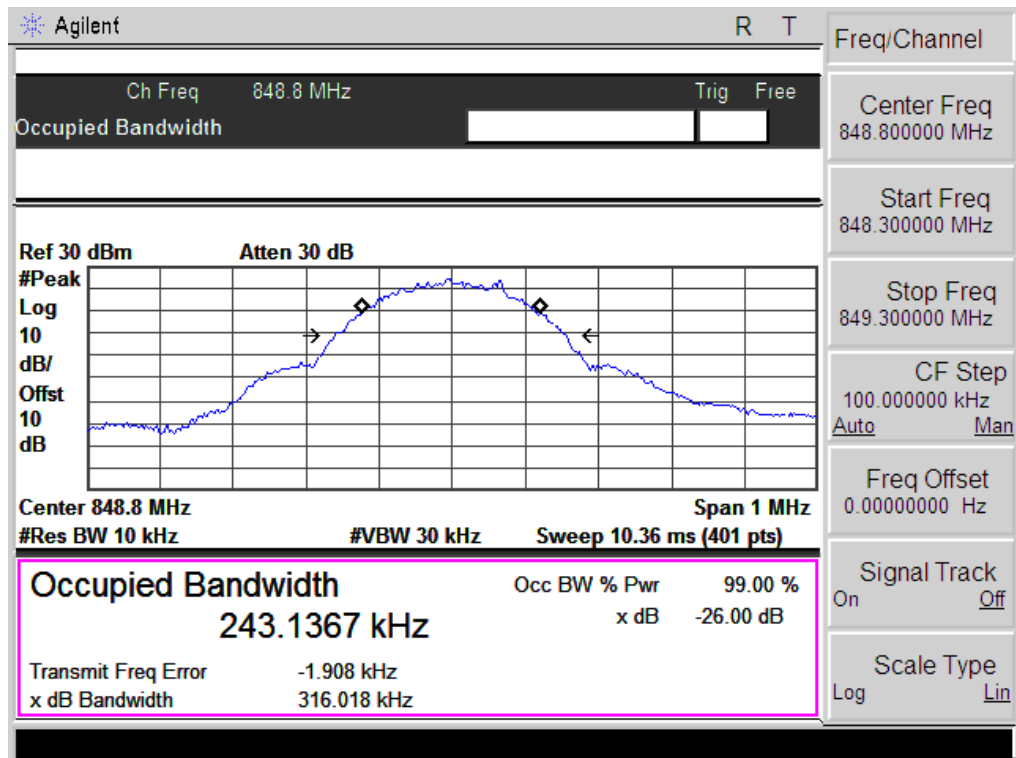 Agilent
R T
Ch Freq 848.8 MHz Trig Free
Occupied Bandwidth
Ref 30 dBm Atten 30 dB
#Peak
Log
10
dB/
Offst
10
dB
Center 848.8 MHz Span 1 MHz
#Res BW 10 kHz #VBW 30 kHz Sweep 10.36 ms (401 pts)
Occupied Bandwidth
243.1367 kHz
Occ BW % Pwr 99.00 %
x dB -26.00 dB
Transmit Freq Error -1.908 kHz
x dB Bandwidth 316.018 kHz
Freq/Channel
Center Freq
848.800000 MHz
Start Freq
848.300000 MHz
Stop Freq
849.300000 MHz
CF Step
100.000000 kHz
Auto Man
Freq Offset
0.00000000 Hz
Signal Track
On Off
Scale Type
Log Lin